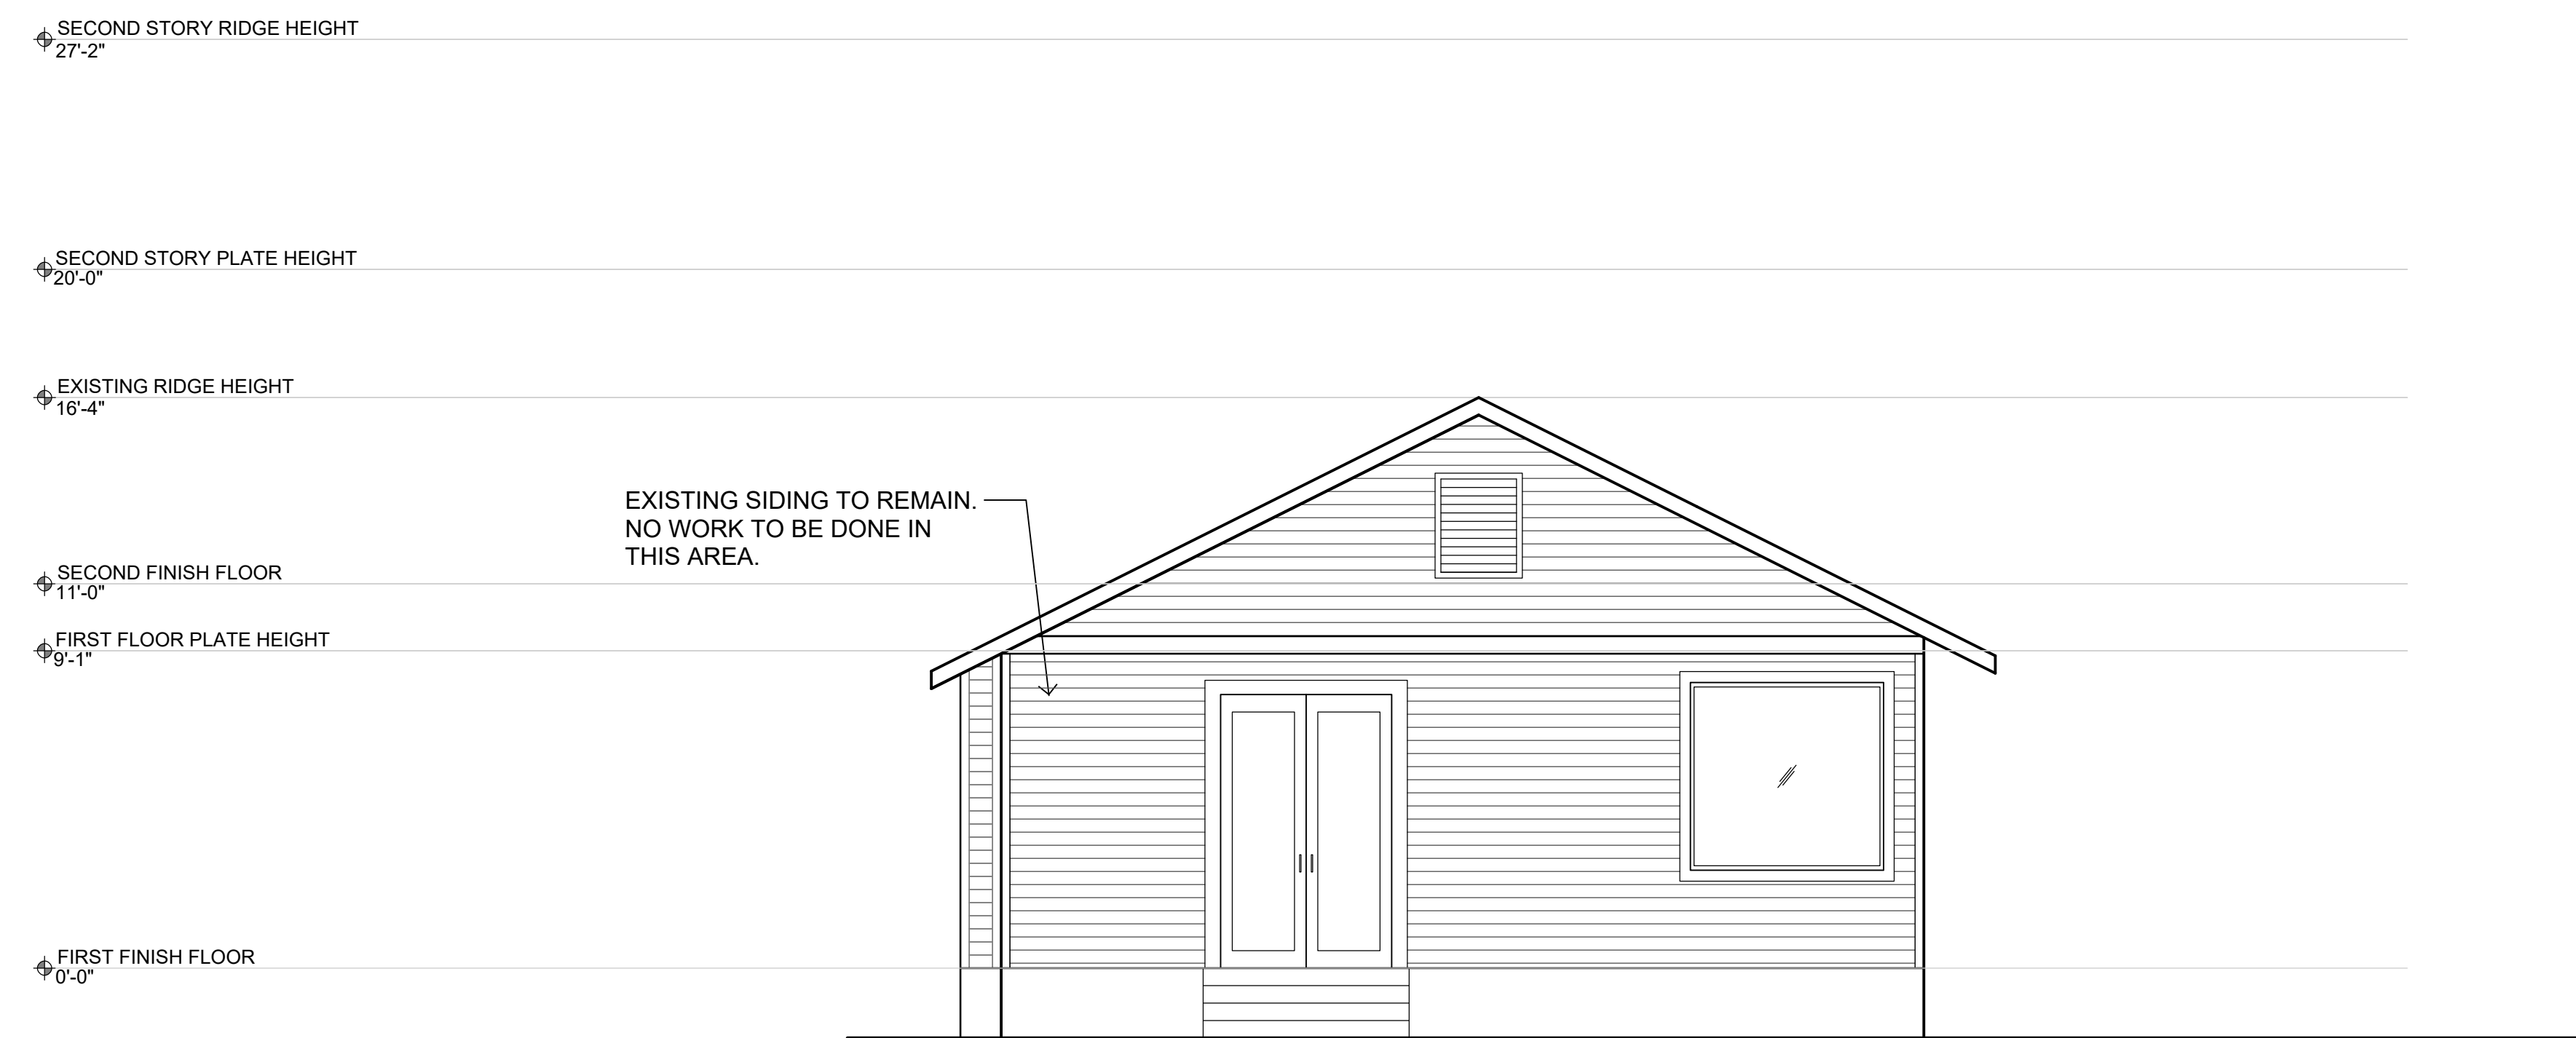 SECOND STORY RIDGE HEIGHT
27'-2"
SECOND STORY PLATE HEIGHT
20'-0"
EXISTING RIDGE HEIGHT
16'-4"
EXISTING SIDING TO REMAIN.
NO WORK TO BE DONE IN
THIS AREA.
SECOND FINISH FLOOR
11'-0"
FIRST FLOOR PLATE HEIGHT
9'-1"
FIRST FINISH FLOOR
0'-0"